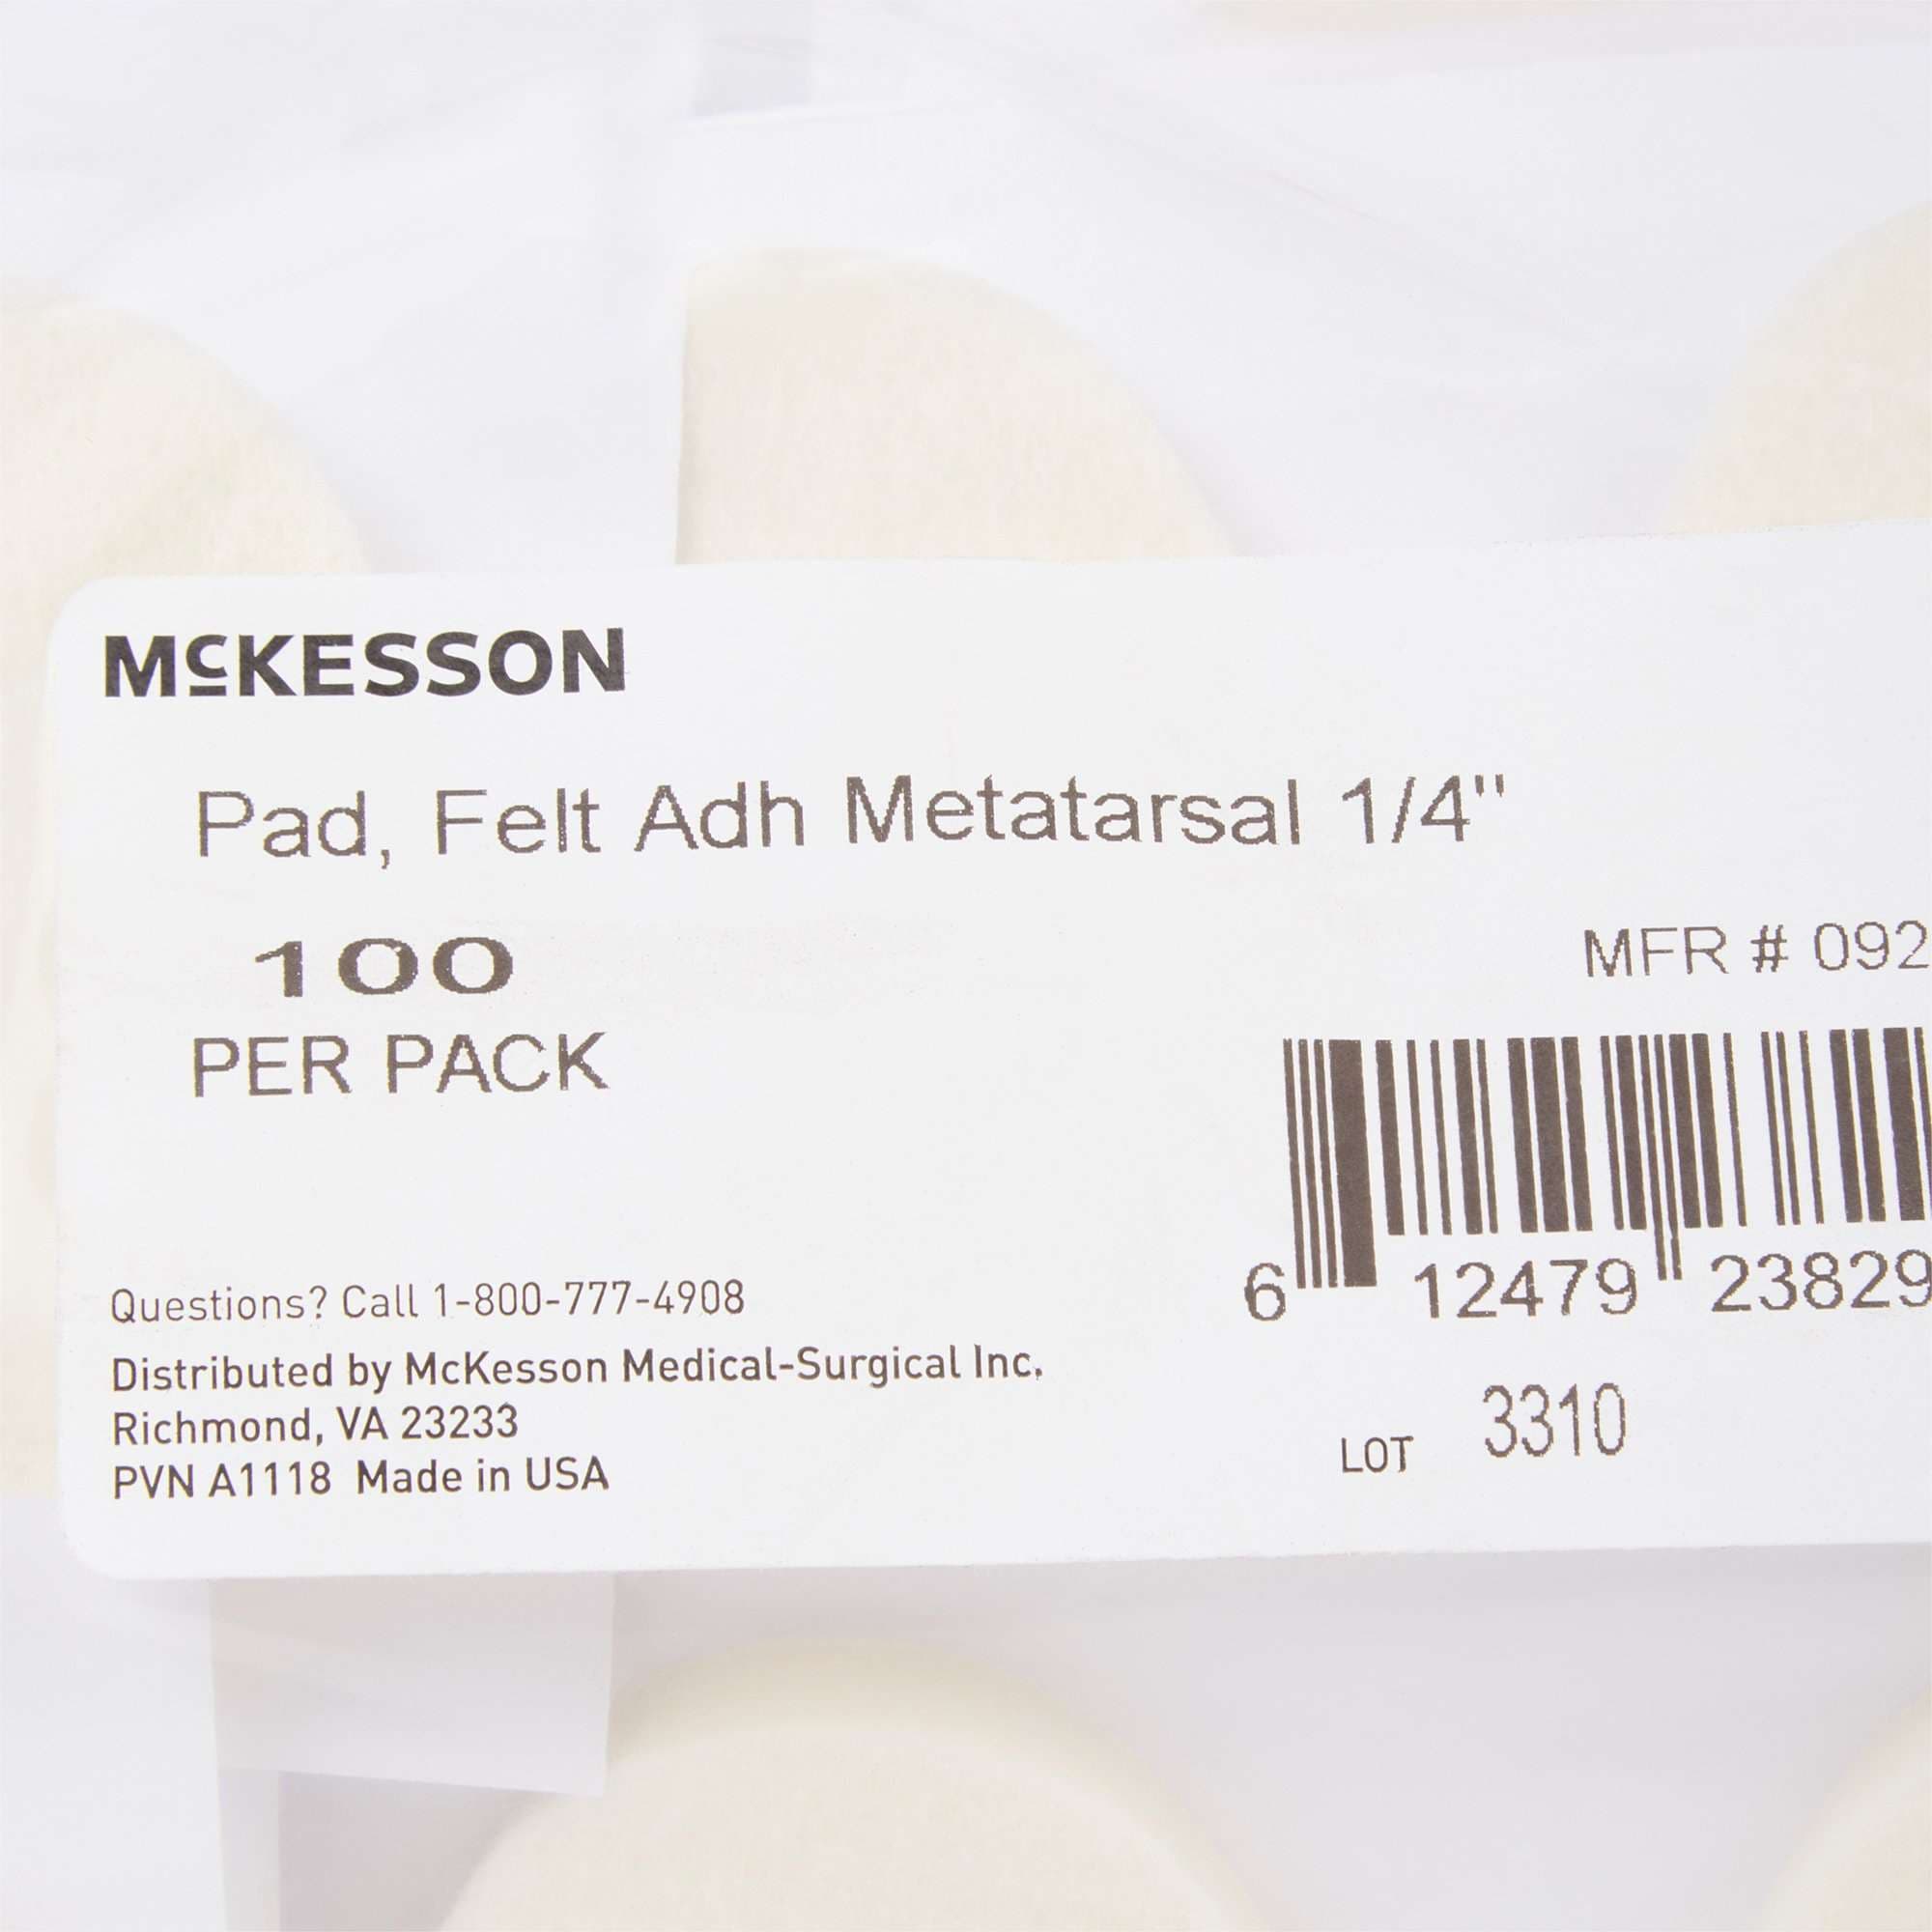 McKESSON
Pad, Felt Adh Metatarsal 1/4"
100
PER PACK
MFR # 092
6 12479 23829
Questions? Call 1-800-777-4908
Distributed by McKesson Medical-Surgical Inc.
Richmond, VA 23233
PVN A1118 Made in USA
LOT 3310